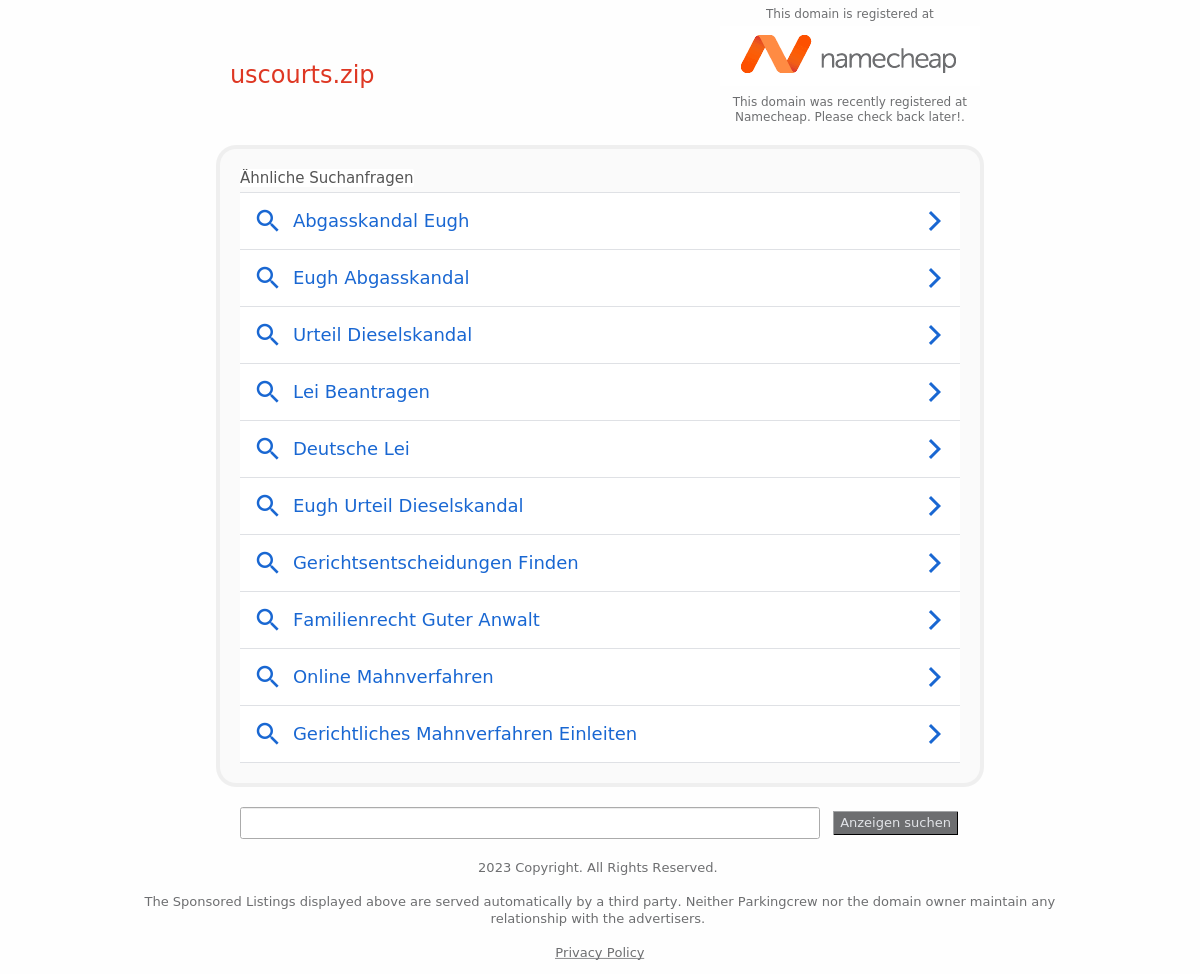 This domain is registered at
namecheap
uscourts.zip
This domain was recently registered at
Namecheap. Please check back later!.
Ähnliche Suchanfragen
Abgasskandal Eugh
Eugh Abgasskandal
Urteil Dieselskandal
Lei Beantragen
Deutsche Lei
Eugh Urteil Dieselskandal
Gerichtsentscheidungen Finden
Familienrecht Guter Anwalt
Online Mahnverfahren
Gerichtliches Mahnverfahren Einleiten
Anzeigen suchen
2023 Copyright. All Rights Reserved.
The Sponsored Listings displayed above are served automatically by a third party. Neither Parkingcrew nor the domain owner maintain any
relationship with the advertisers.
Privacy Policy